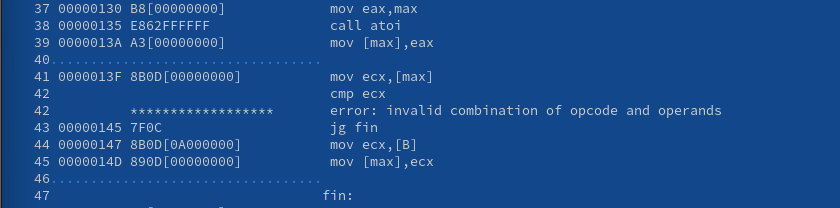 37 00000130 B8[00000000] mov eax,max
38 00000135 E862FFFFFF call atoi
39 0000013A A3[00000000] mov [max],eax
40..................................
41 0000013F 8B0D[00000000] mov ecx,[max]
42 cmp ecx
42 ****************** error: invalid combination of opcode and operands
43 00000145 7F0C jg fin
44 00000147 8B0D[0A000000] mov ecx,[B]
45 0000014D 890D[00000000] mov [max],ecx
46..................................
47 fin: